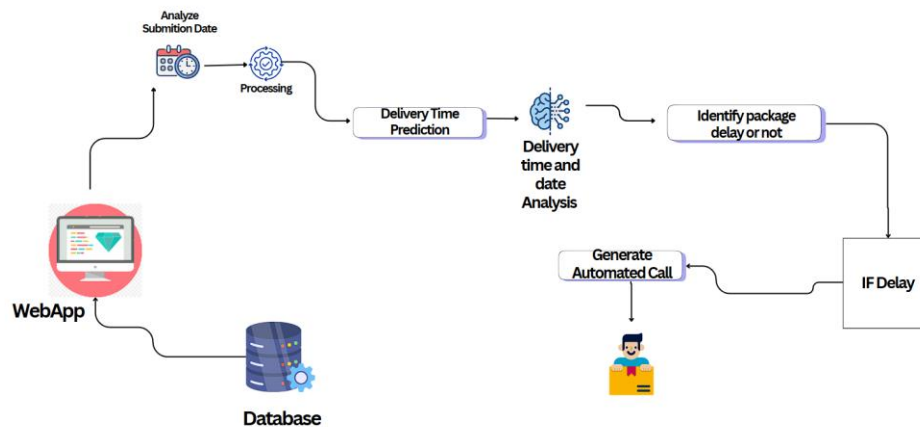 Analyze
Submition Date
Processing
Delivery Time
Prediction
Delivery
time and
date
Analysis
Identify package
delay or not
WebApp
Generate
Automated Call
IF Delay
Database